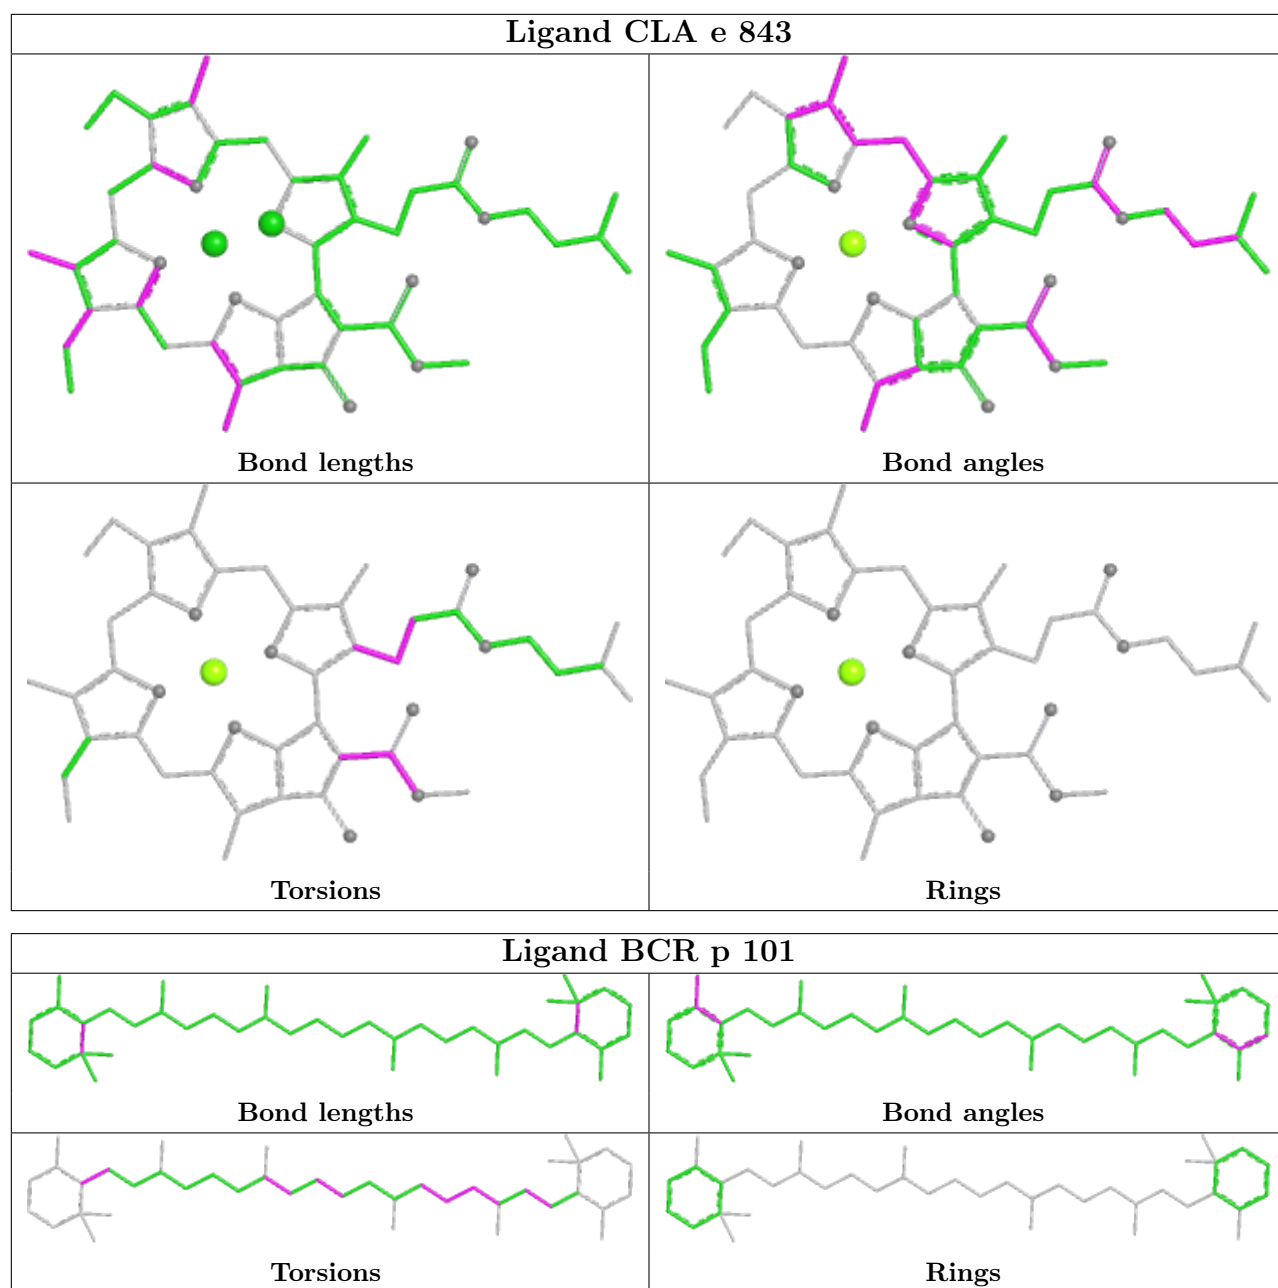 Ligand CLA e 843
Bond lengths
Bond angles
Torsions
Rings
Ligand BCR p 101
Bond lengths
Bond angles
Torsions
Rings